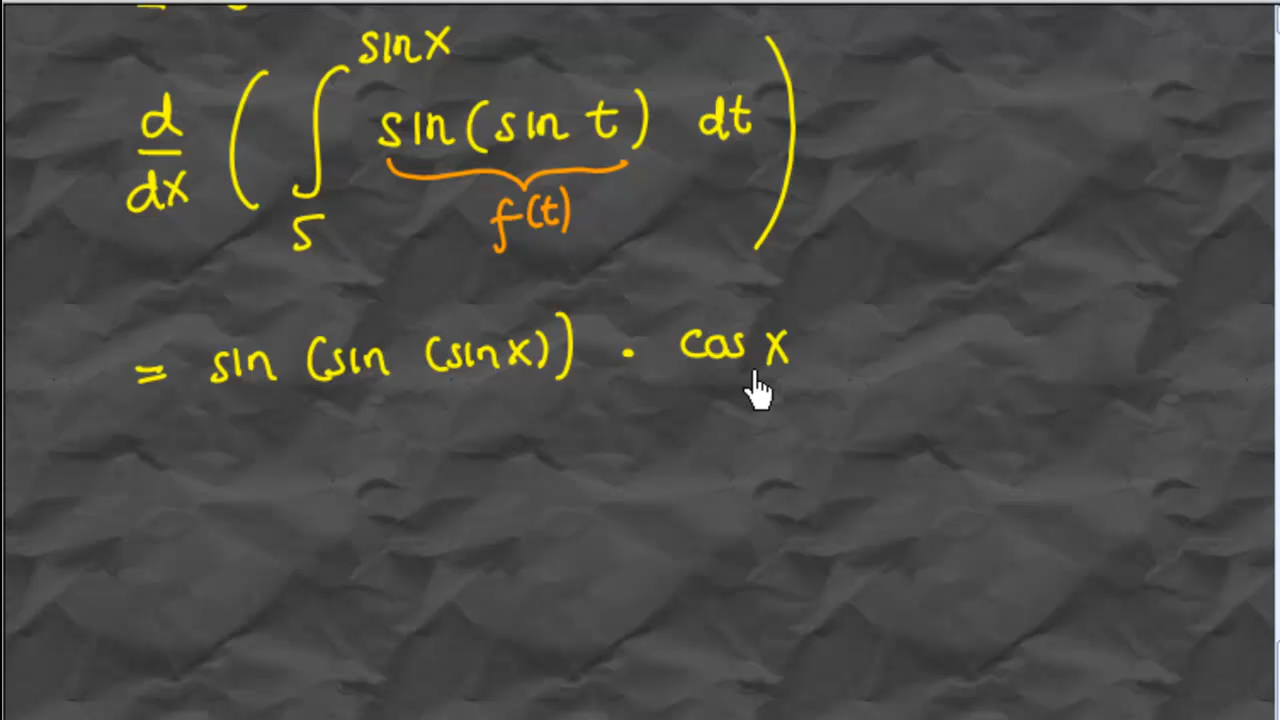 d/dx ( ∫₅^(sin x) sin(sin t) dt )
f(t)
= sin (sin (sin x)) . cos x